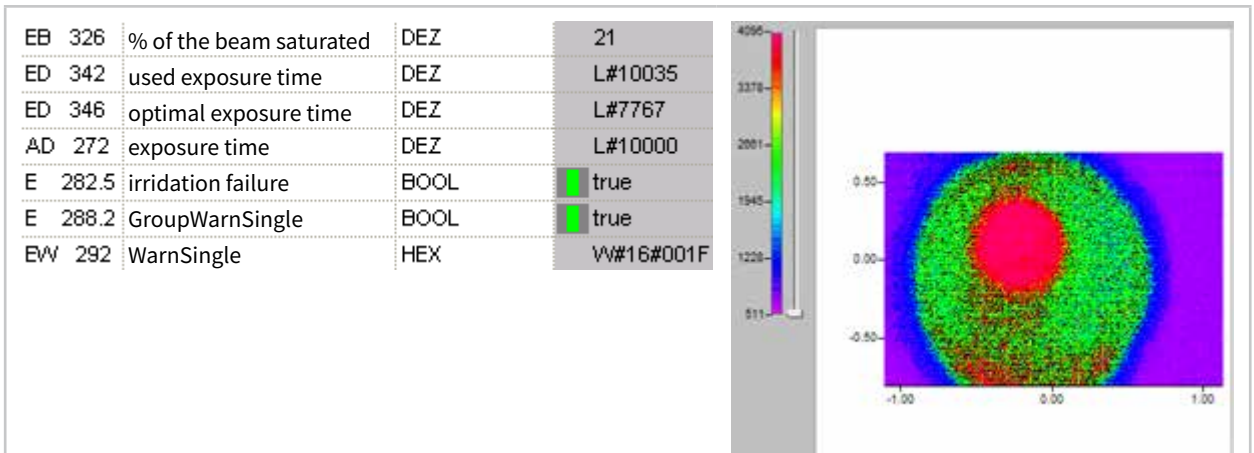 EB 326 % of the beam saturated DEZ 21
ED 342 used exposure time DEZ L#10035
ED 346 optimal exposure time DEZ L#7767
AD 272 exposure time DEZ L#10000
E 282.5 irridation failure BOOL true
E 288.2 GroupWarnSingle BOOL true
EW 292 WarnSingle HEX W#16#001F
4095
3378
2661
1945
1228
511
0.50
0.00
-0.50
-1.00 0.00 1.00